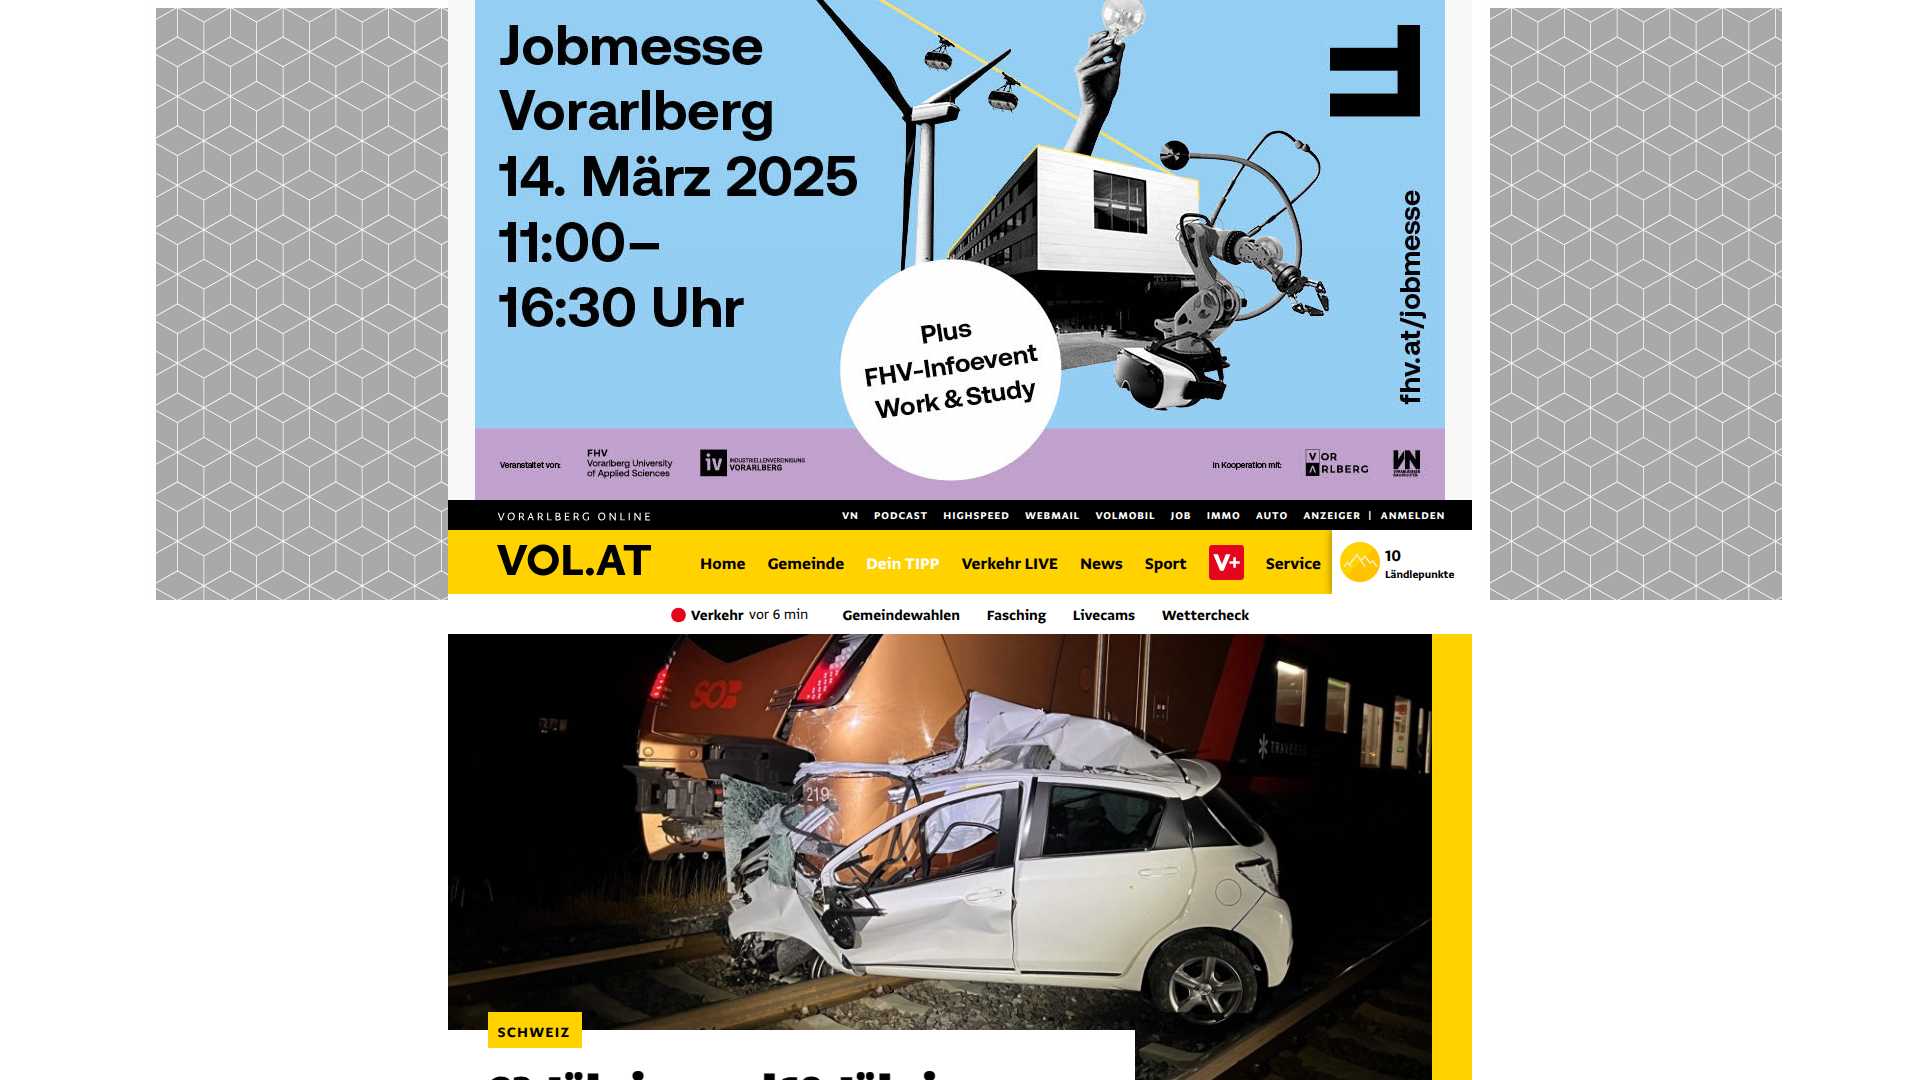 Jobmesse
Vorarlberg
14. März 2025
11:00–
16:30 Uhr
Plus
FHV-Infoevent
Work & Study
fhv.at/jobmesse
Veranstaltet von:
FHV
Vorarlberg University
of Applied Sciences
iv
INDUSTRIELLENVEREINIGUNG
VORARLBERG
In Kooperation mit:
VOR
ARLBERG
VN
VORARLBERG ONLINE
VN PODCAST HIGHSPEED WEBMAIL VOLMOBIL JOB IMMO AUTO ANZEIGER | ANMELDEN
VOL.AT
Home Gemeinde Dein TIPP Verkehr LIVE News Sport V+ Service
10
Ländlepunkte
Verkehr vor 6 min Gemeindewahlen Fasching Livecams Wettercheck
SOB
TRAVERSO
219
SCHWEIZ